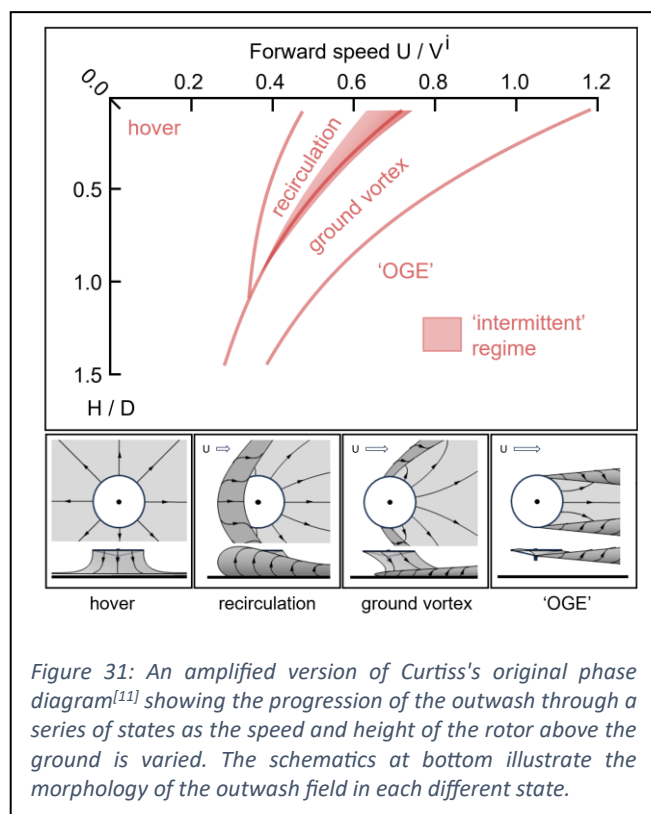 Forward speed U / Vⁱ
0.0
0.2
0.4
0.6
0.8
1.0
1.2
hover
recirculation
ground vortex
0.5
'OGE'
1.0
'intermittent'
regime
1.5
H / D
U
U
U
hover
recirculation
ground vortex
'OGE'
Figure 31: An amplified version of Curtiss's original phase
diagram[11] showing the progression of the outwash through a
series of states as the speed and height of the rotor above the
ground is varied. The schematics at bottom illustrate the
morphology of the outwash field in each different state.